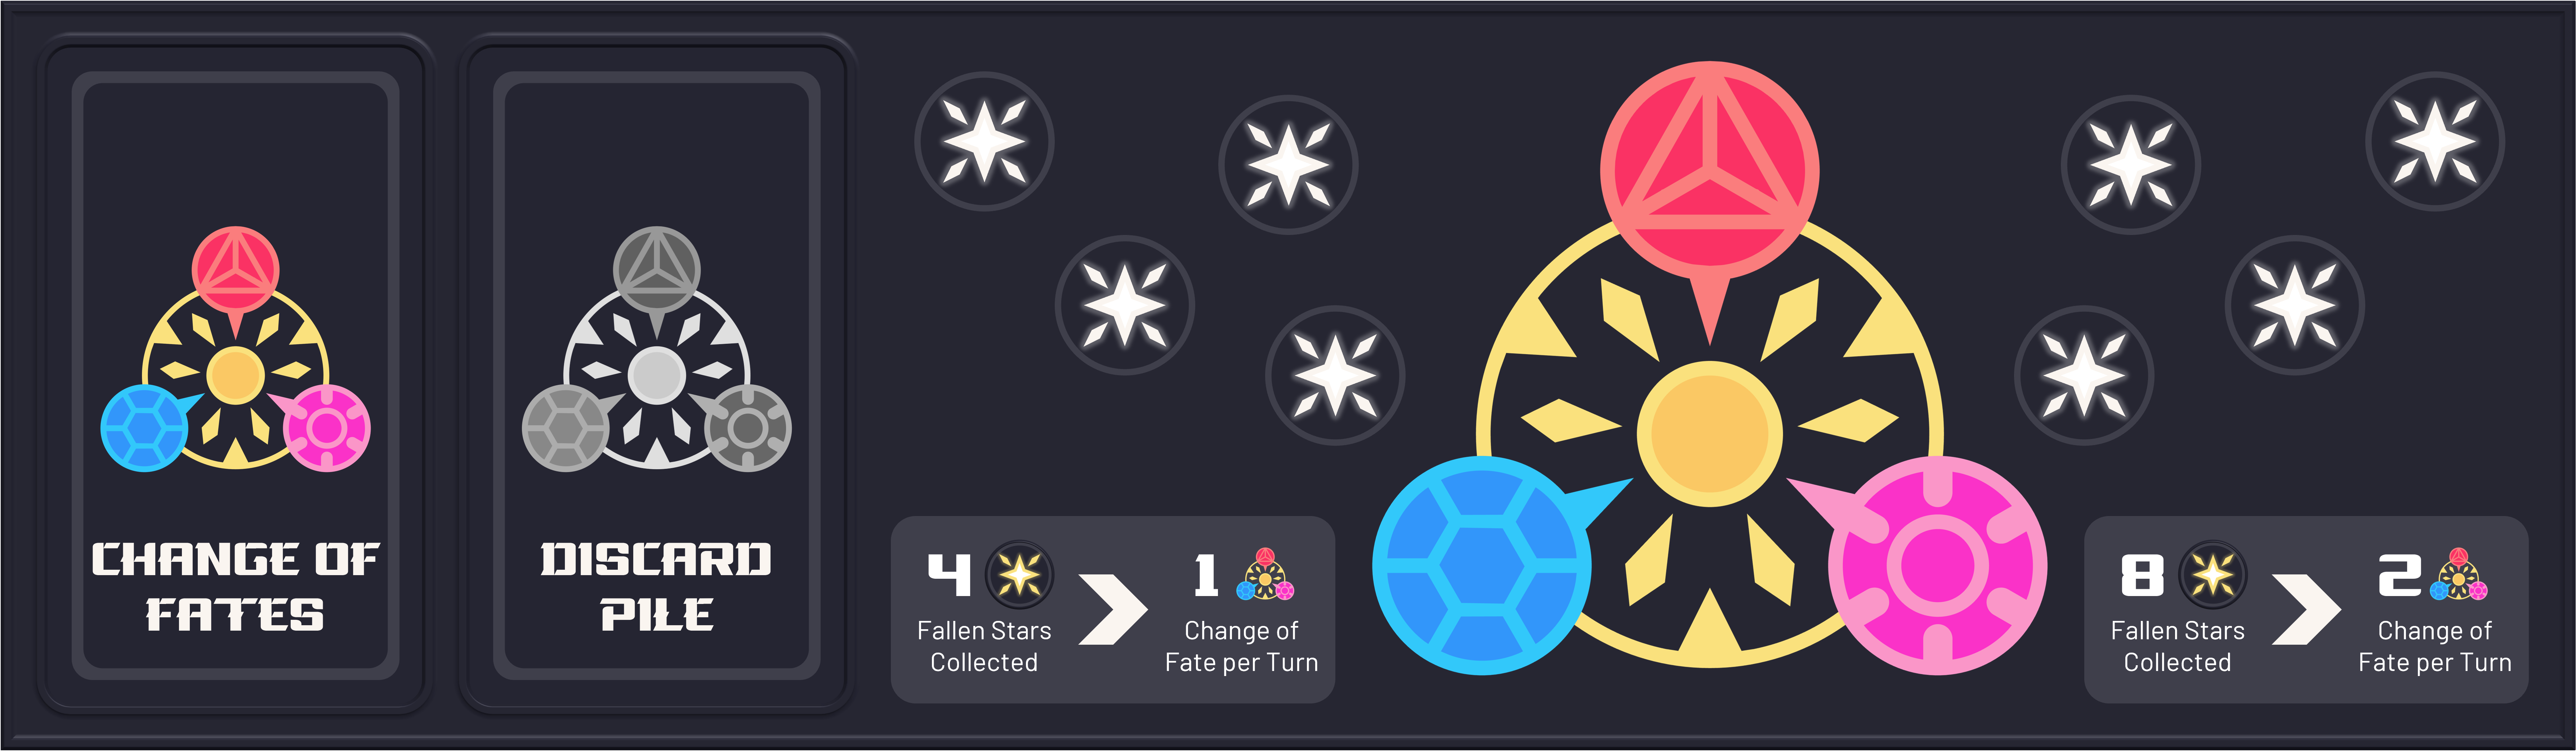 CHANGE OF
FATES
DISCARD
PILE
4
Fallen Stars
Collected
1
Change of
Fate per Turn
8
Fallen Stars
Collected
2
Change of
Fate per Turn